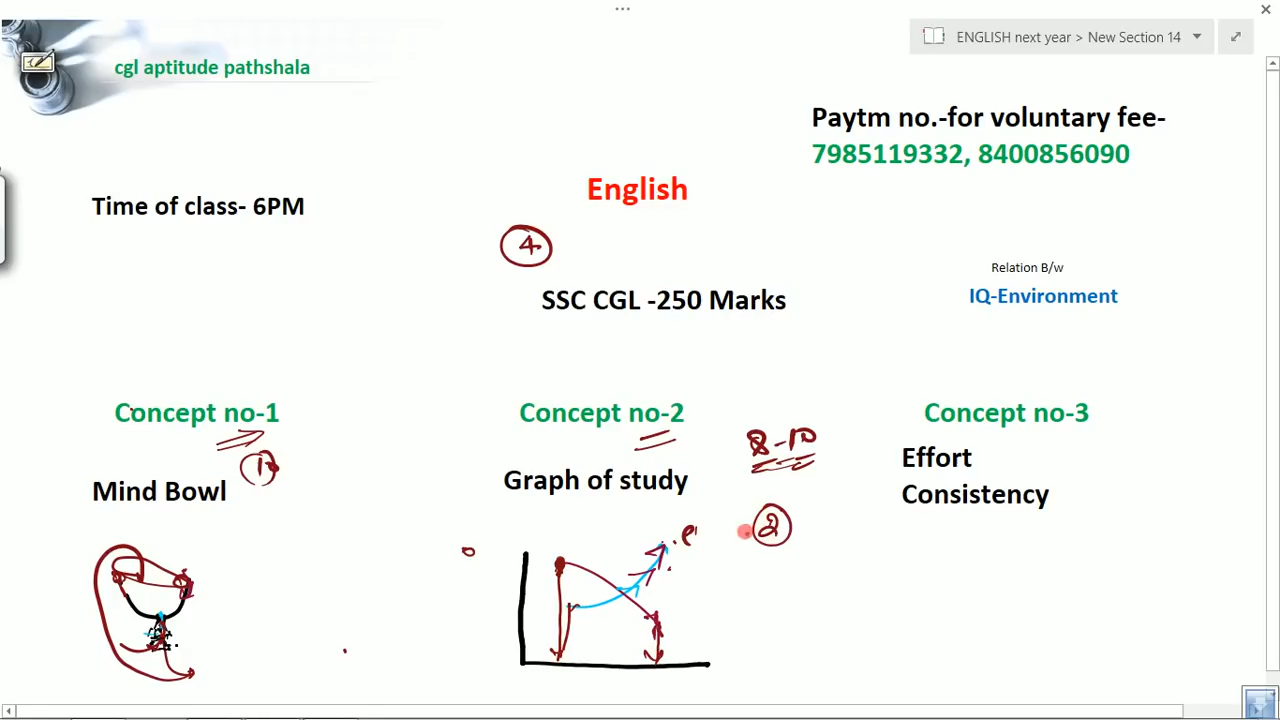 ENGLISH next year > New Section 14
cgl aptitude pathshala
Paytm no.-for voluntary fee-
7985119332, 8400856090
English
Time of class- 6PM
4
Relation B/w
SSC CGL -250 Marks
IQ-Environment
Concept no-1
Concept no-2
Concept no-3
8-10
Effort
Graph of study
Mind Bowl
Consistency
2